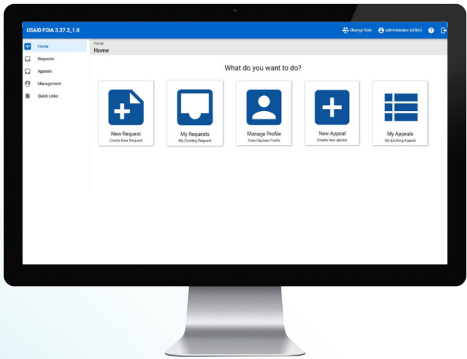 USAID FOIA 3.37.3_1.0
Change Role
administrator (effoi)
Home
Requests
Appeals
Management
Quick Links
Home
Home
What do you want to do?
New Request
Create New Request
My Requests
My Existing Request
Manage Profile
View/Update Profile
New Appeal
Create new appeal
My Appeals
My Existing Appeal